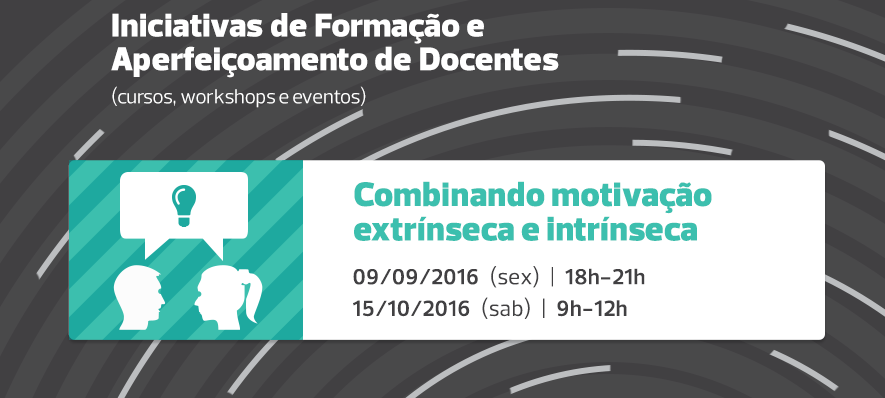 Iniciativas de Formação e
Aperfeiçoamento de Docentes
(cursos, workshops e eventos)
Combinando motivação
extrínseca e intrínseca
09/09/2016 (sex) | 18h-21h
15/10/2016 (sab) | 9h-12h